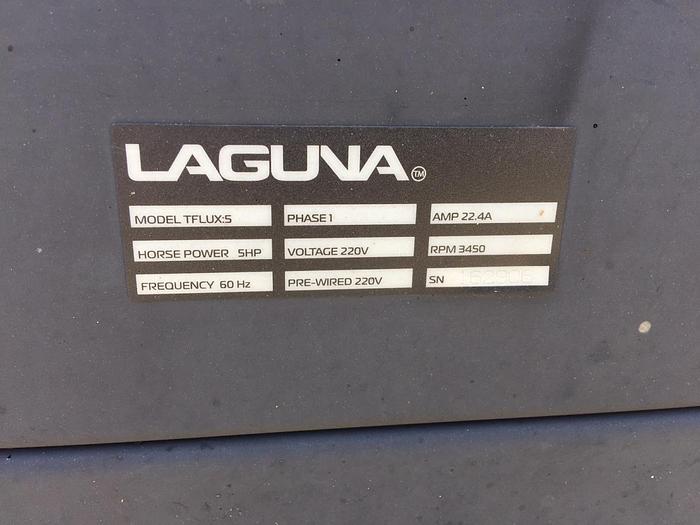 LAGUNA TM
MODEL TFLUX:5 PHASE 1 AMP 22.4A
HORSE POWER 5HP VOLTAGE 220V RPM 3450
FREQUENCY 60 Hz PRE-WIRED 220V SN